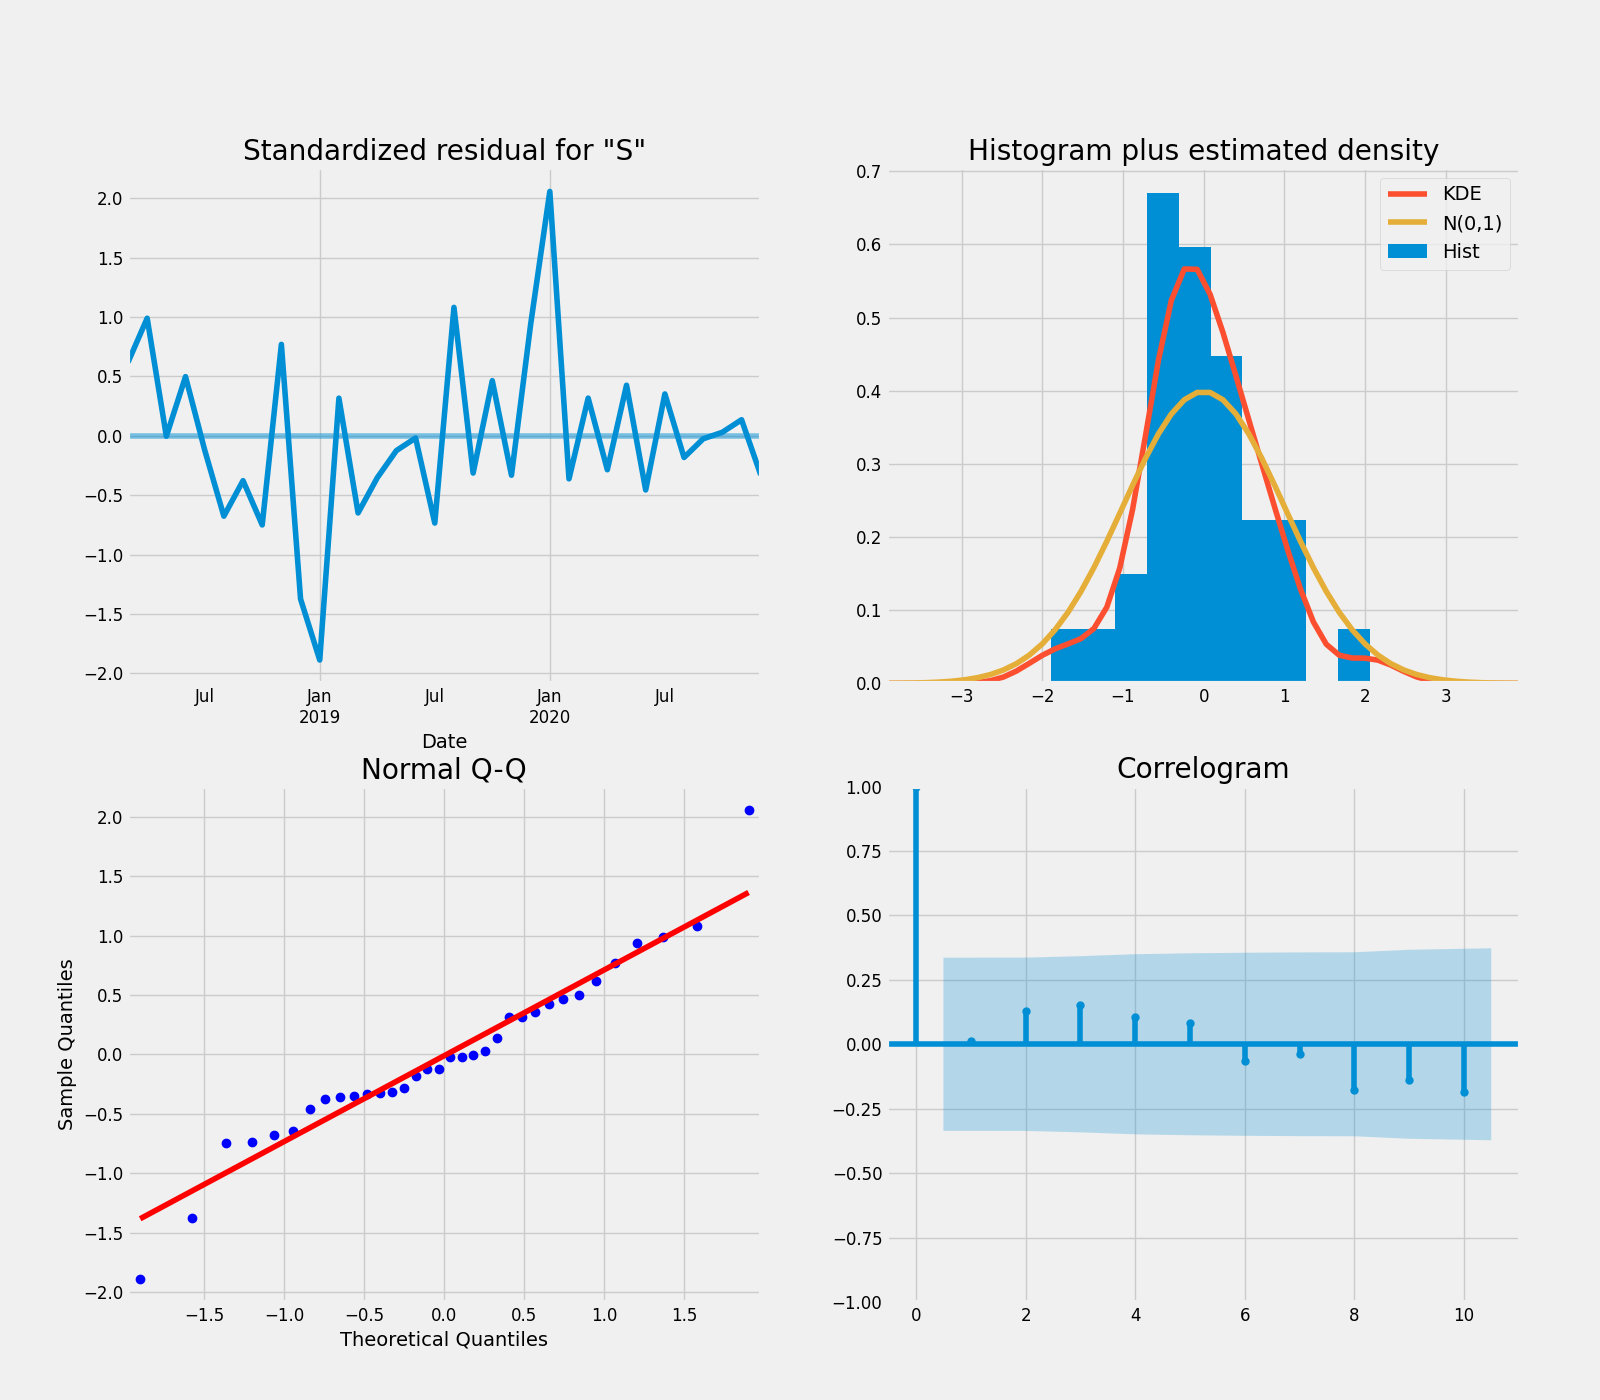 Standardized residual for "S"
2.0
1.5
1.0
0.5
0.0
−0.5
−1.0
−1.5
−2.0
Jul Jan Jul Jan Jul
2019 2020
Date
Histogram plus estimated density
0.7
0.6
0.5
0.4
0.3
0.2
0.1
0.0
−3 −2 −1 0 1 2 3
KDE
N(0,1)
Hist
Normal Q-Q
Sample Quantiles
2.0
1.5
1.0
0.5
0.0
−0.5
−1.0
−1.5
−2.0
−1.5 −1.0 −0.5 0.0 0.5 1.0 1.5
Theoretical Quantiles
Correlogram
1.00
0.75
0.50
0.25
0.00
−0.25
−0.50
−0.75
−1.00
0 2 4 6 8 10